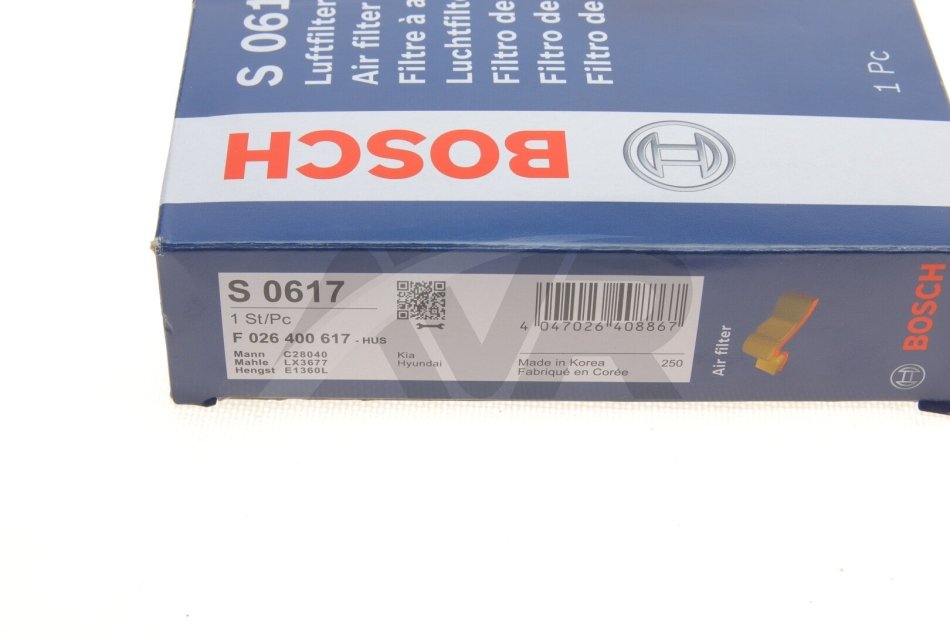 S 061
Luftfilter
Air filter
Filtre à a
Luchtfilte
Filtro de
Filtro de
Filtro de
1 Pc
BOSCH
S 0617
1 St/Pc
F 026 400 617 - HUS
Mann C28040
Mahle LX3677
Hengst E1360L
Kia
Hyundai
4 047026 408867
Made in Korea 250
Fabriqué en Corée
Air filter
BOSCH